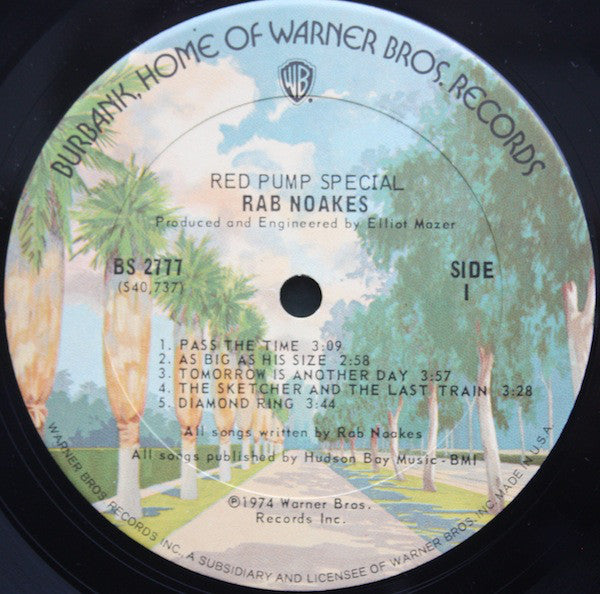 BURBANK, HOME OF WARNER BROS. RECORDS
WB
RED PUMP SPECIAL
RAB NOAKES
Produced and Engineered by Elliot Mazer
BS 2777
(S40,737)
SIDE
1
1. PASS THE TIME 3:09
2. AS BIG AS HIS SIZE 2:58
3. TOMORROW IS ANOTHER DAY 3:57
4. THE SKETCHER AND THE LAST TRAIN 3:28
5. DIAMOND RING 3:44
All songs written by Rab Noakes
All songs published by Hudson Bay Music - BMI
℗1974 Warner Bros.
Records Inc.
WARNER BROS. RECORDS INC., A SUBSIDIARY AND LICENSEE OF WARNER BROS. INC. MADE IN U.S.A.